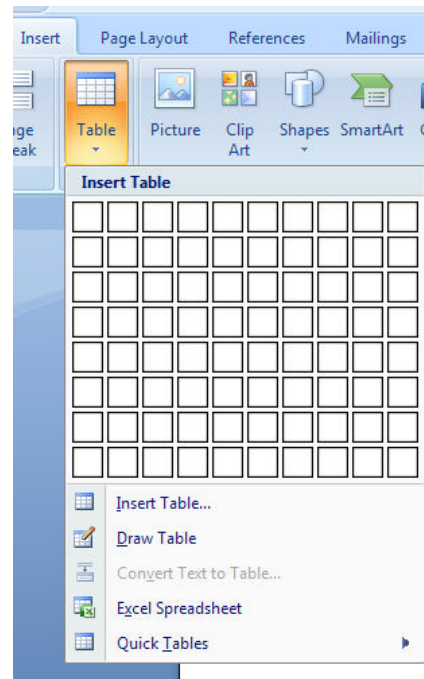 Insert Page Layout References Mailings
Table Picture Clip Art Shapes SmartArt
Insert Table
Insert Table...
Draw Table
Convert Text to Table...
Excel Spreadsheet
Quick Tables